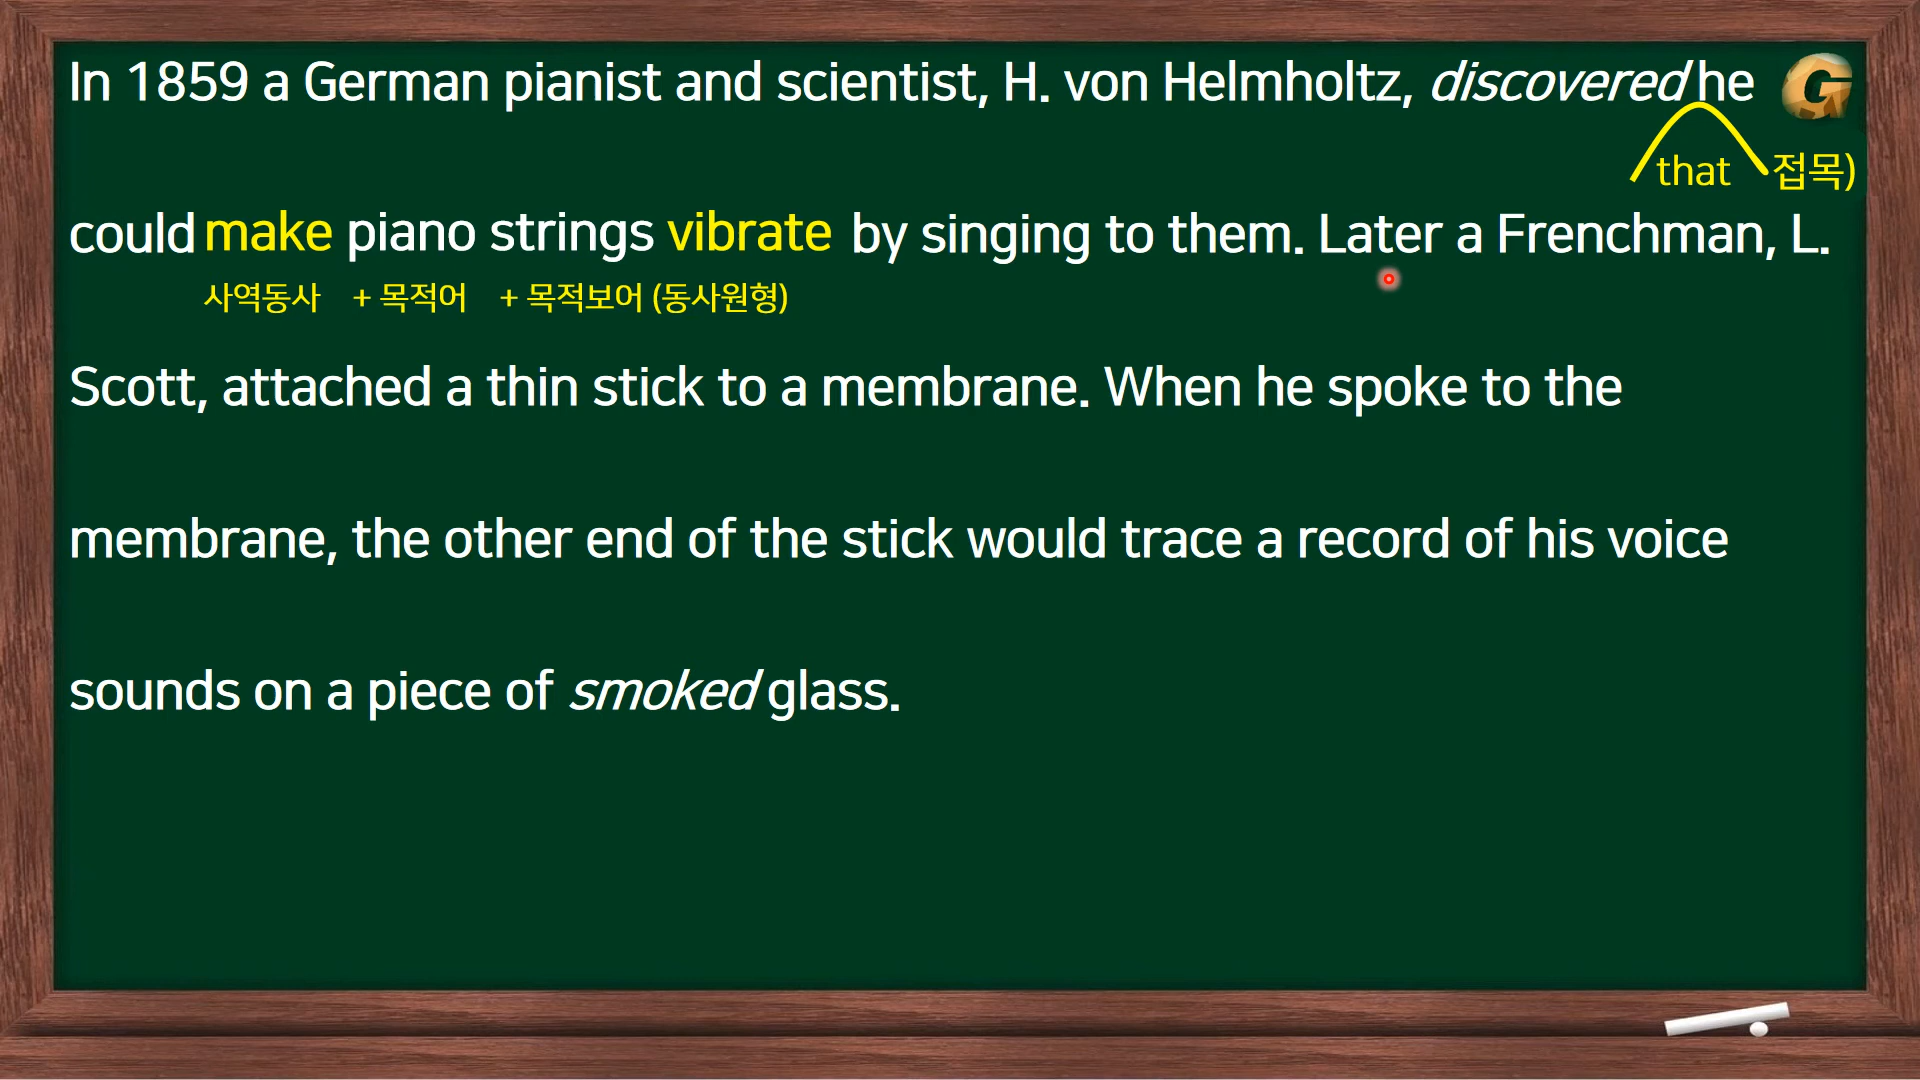 In 1859 a German pianist and scientist, H. von Helmholtz, discovered he
that 접목)
could make piano strings vibrate by singing to them. Later a Frenchman, L.
사역동사 + 목적어 + 목적보어 (동사원형)
Scott, attached a thin stick to a membrane. When he spoke to the
membrane, the other end of the stick would trace a record of his voice
sounds on a piece of smoked glass.
G